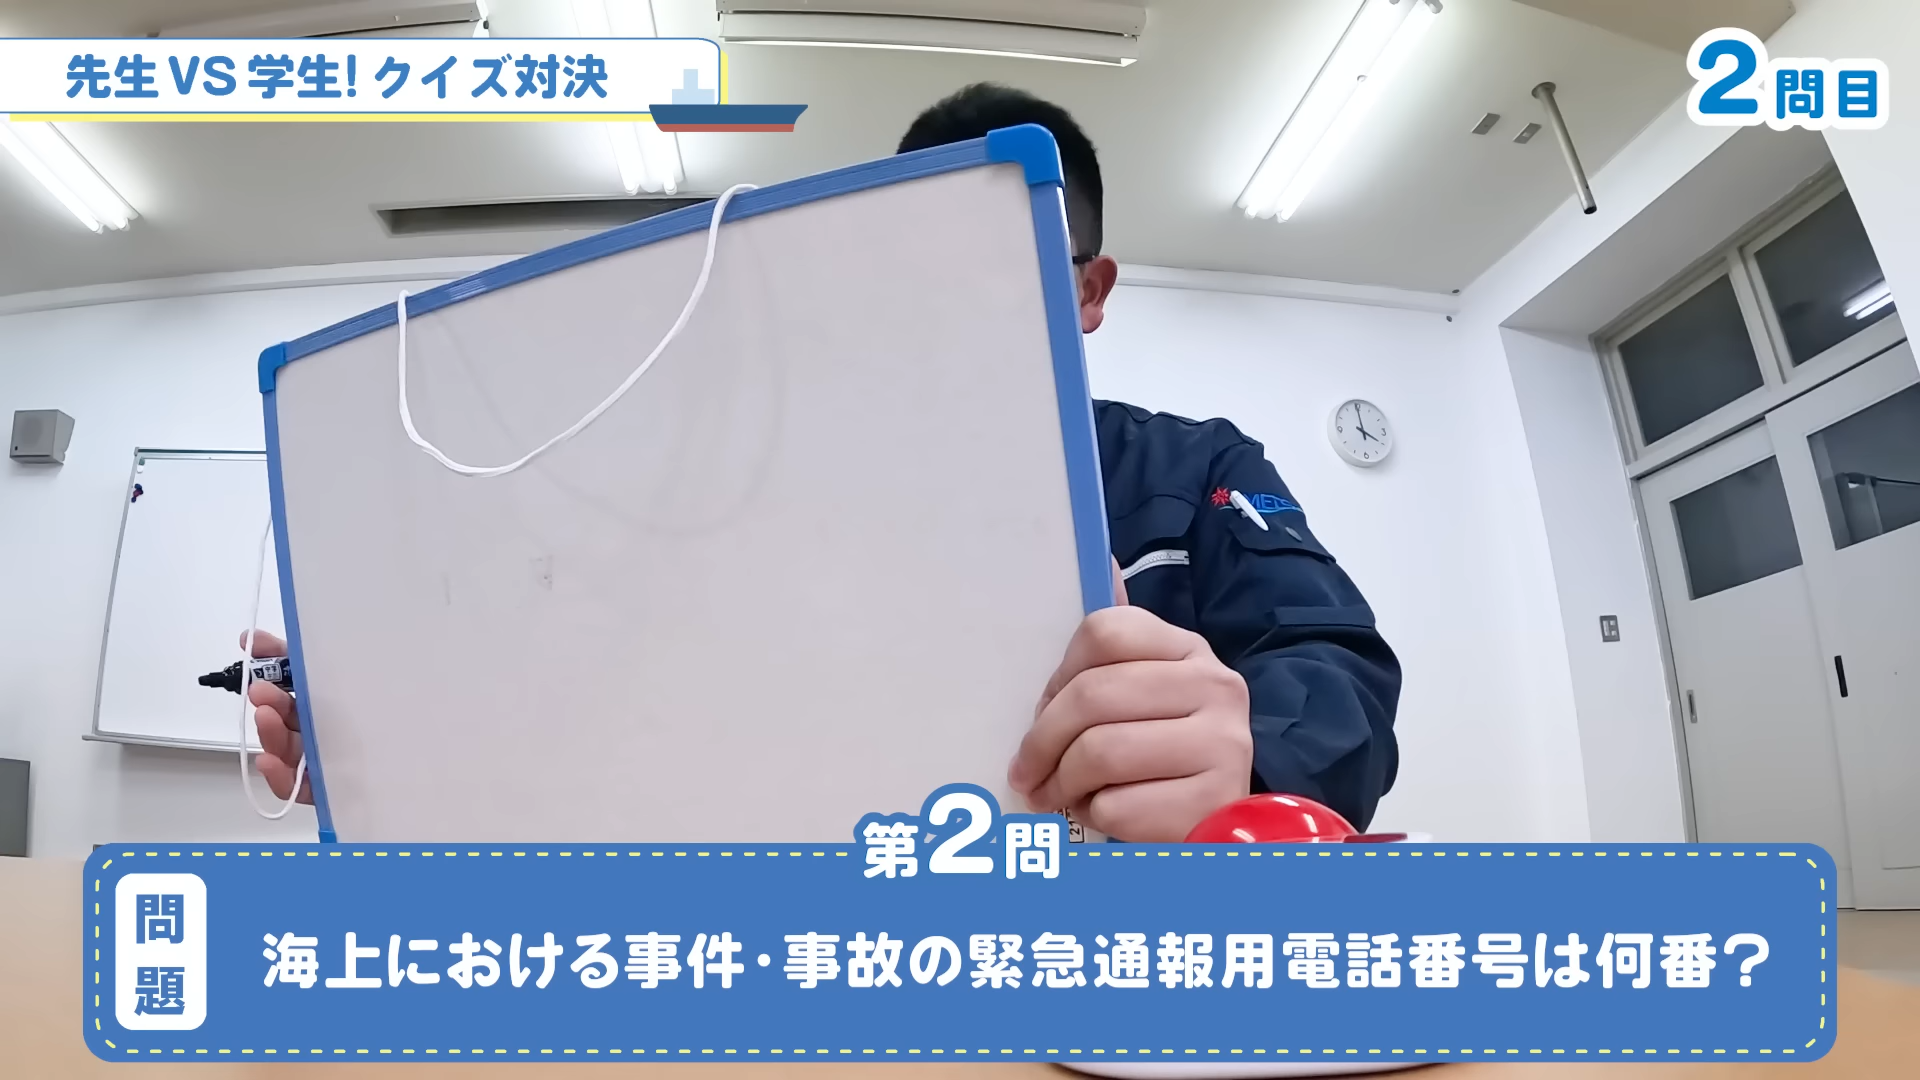 先生VS学生!クイズ対決
2問目
METS
第2問
問題
海上における事件・事故の緊急通報用電話番号は何番?